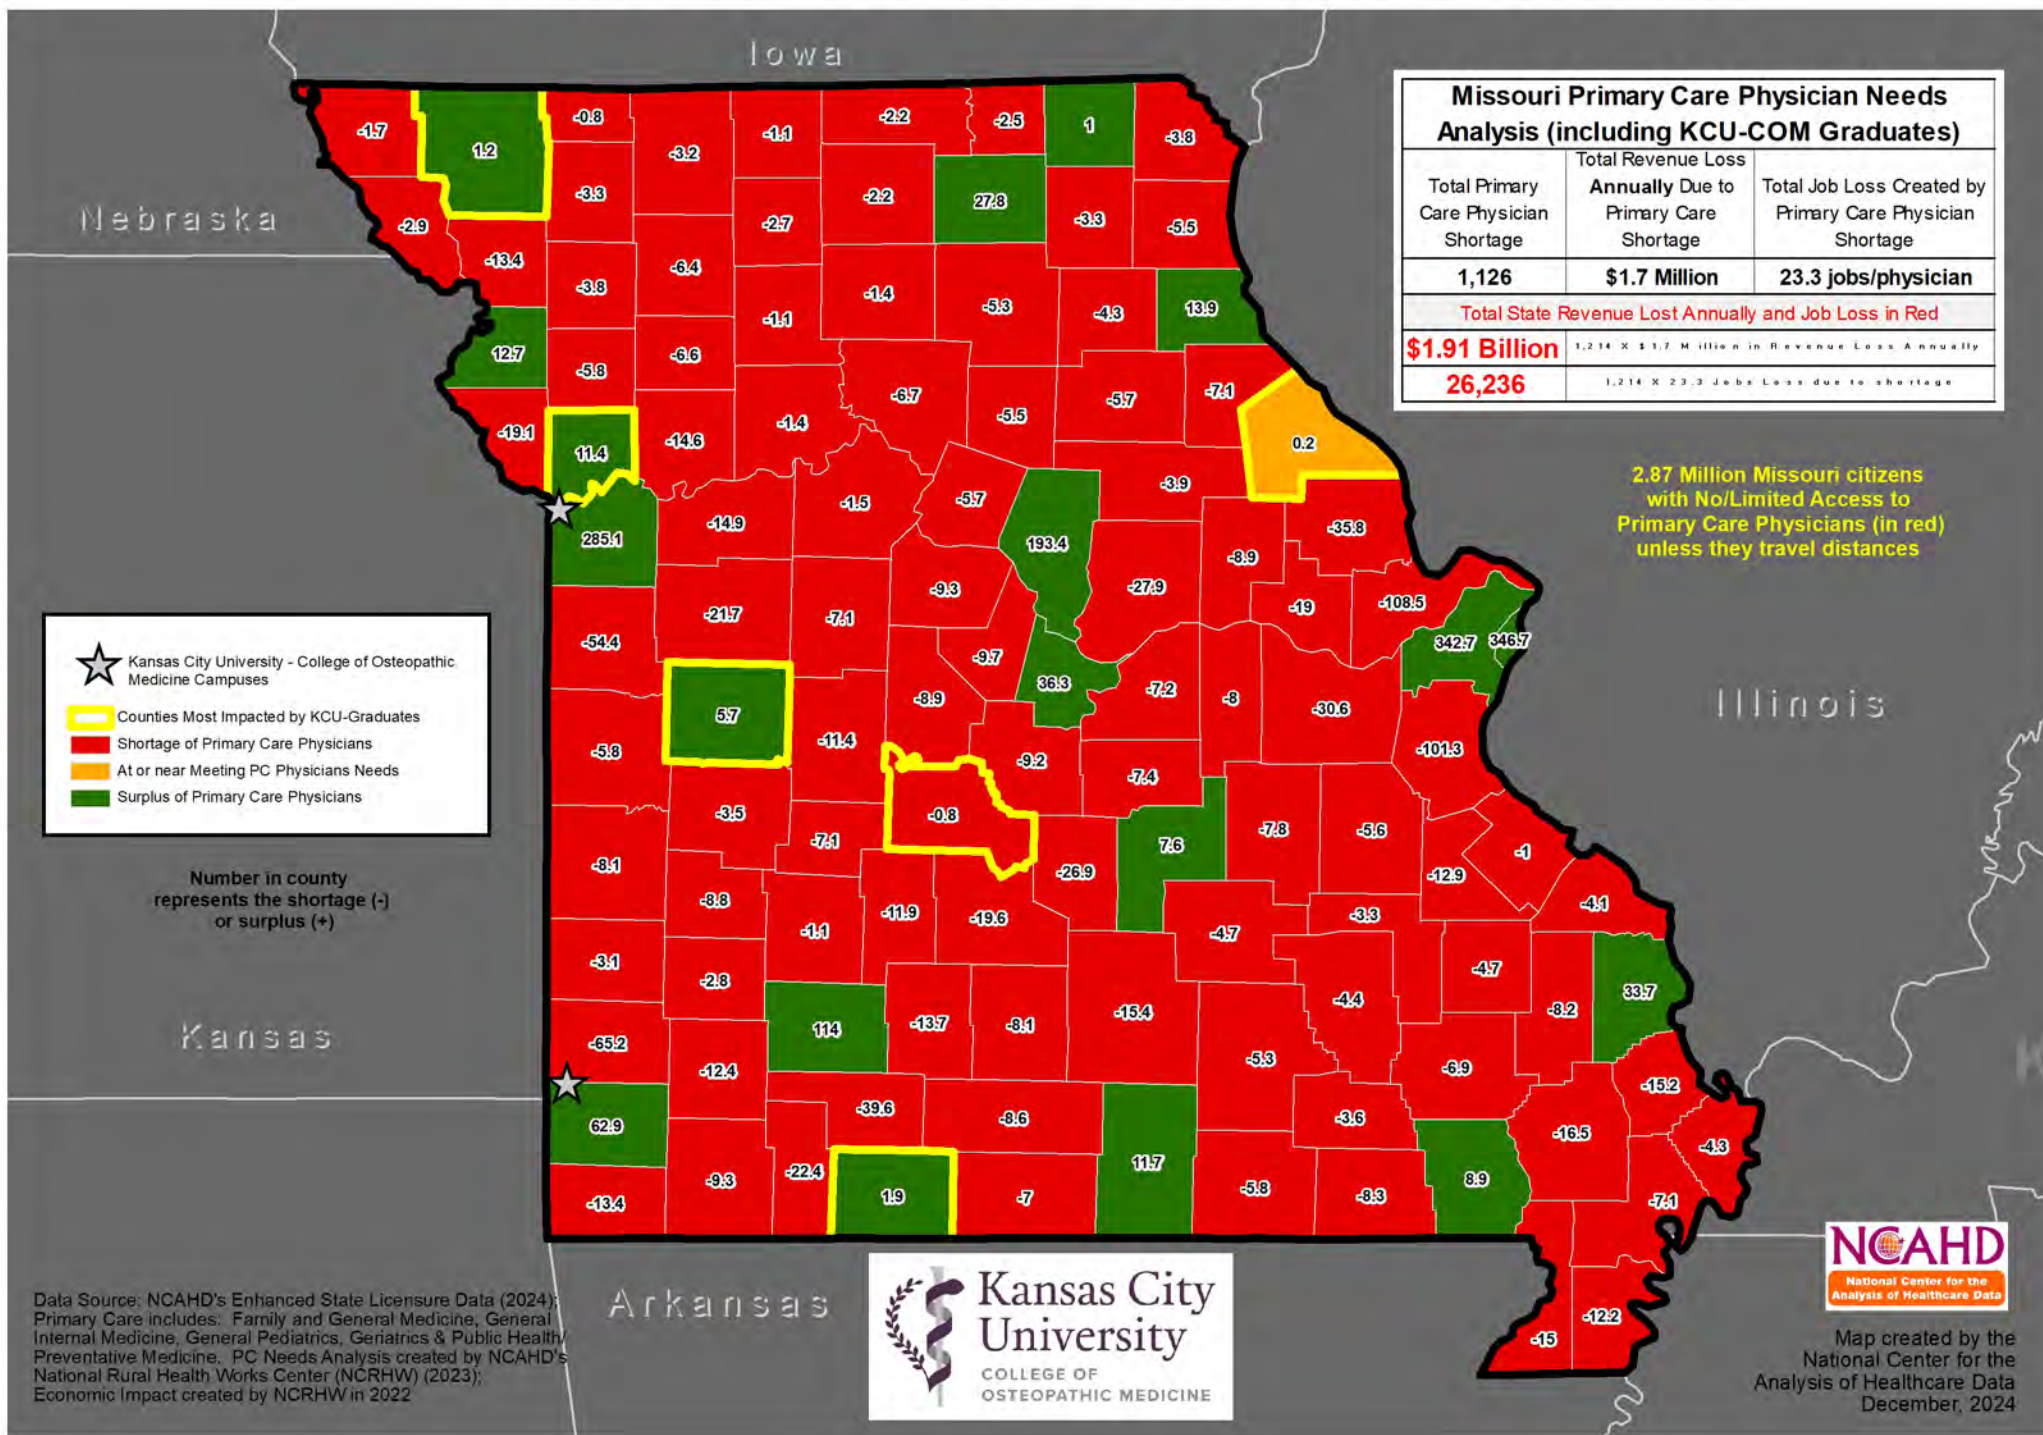 Iowa
Nebraska
Kansas
Arkansas
Illinois
K
Missouri Primary Care Physician Needs
Analysis (including KCU-COM Graduates)
Total Primary
Care Physician
Shortage
Total Revenue Loss
Annually Due to
Primary Care
Shortage
Total Job Loss Created by
Primary Care Physician
Shortage
1,126
$1.7 Million
23.3 jobs/physician
Total State Revenue Lost Annually and Job Loss in Red
$1.91 Billion
1,214 X $1.7 Million in Revenue Loss Annually
26,236
1,214 X 23.3 Jobs Loss due to shortage
2.87 Million Missouri citizens
with No/Limited Access to
Primary Care Physicians (in red)
unless they travel distances
-1.7
1.2
-0.8
-3.2
-1.1
-2.2
-2.5
1
-3.8
-2.9
-3.3
-2.7
-2.2
27.8
-3.3
-5.5
-13.4
-3.8
-6.4
-1.1
-1.4
-5.3
-4.3
13.9
12.7
-5.8
-6.6
-6.7
-5.5
-5.7
-7.1
0.2
-19.1
11.4
-14.6
-1.4
-3.9
285.1
-14.9
-1.5
-5.7
193.4
-35.8
-8.9
-27.9
-9.3
-19
-108.5
-54.4
-21.7
-7.1
-9.7
36.3
342.7
346.7
-7.2
-8
-30.6
-5.8
5.7
-11.4
-8.9
-9.2
-7.4
-101.3
-3.5
-7.1
-0.8
-26.9
7.6
-7.8
-5.6
-1
-12.9
-8.1
-8.8
-1.1
-11.9
-19.6
-4.7
-3.3
-4.1
-3.1
-2.8
-4.7
33.7
114
-13.7
-8.1
-15.4
-4.4
-8.2
-65.2
-12.4
-5.3
-6.9
-15.2
62.9
-39.6
-8.6
-3.6
-16.5
-4.3
-13.4
-9.3
-22.4
1.9
-7
11.7
-5.8
-8.3
8.9
-7.1
-15
-12.2
Kansas City University - College of Osteopathic
Medicine Campuses
Counties Most Impacted by KCU-Graduates
Shortage of Primary Care Physicians
At or near Meeting PC Physicians Needs
Surplus of Primary Care Physicians
Number in county
represents the shortage (-)
or surplus (+)
Data Source: NCAHD's Enhanced State Licensure Data (2024);
Primary Care includes: Family and General Medicine, General
Internal Medicine, General Pediatrics, Geriatrics & Public Health/
Preventative Medicine. PC Needs Analysis created by NCAHD's
National Rural Health Works Center (NCRHW) (2023);
Economic Impact created by NCRHW in 2022
Kansas City
University
COLLEGE OF
OSTEOPATHIC MEDICINE
NCAHD
National Center for the
Analysis of Healthcare Data
Map created by the
National Center for the
Analysis of Healthcare Data
December, 2024